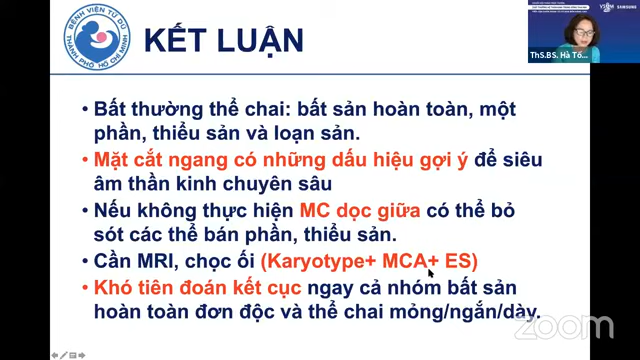 BỆNH VIỆN TỪ DŨ
THÀNH PHỐ HỒ CHÍ MINH
KẾT LUẬN
• Bất thường thể chai: bất sản hoàn toàn, một
phần, thiểu sản và loạn sản.
• Mặt cắt ngang có những dấu hiệu gợi ý để siêu
âm thần kinh chuyên sâu
• Nếu không thực hiện MC dọc giữa có thể bỏ
sót các thể bán phần, thiểu sản.
• Cần MRI, chọc ối (Karyotype+ MCA+ ES)
• Khó tiên đoán kết cục ngay cả nhóm bất sản
hoàn toàn đơn độc và thể chai mỏng/ngắn/dày.
SAMSUNG
ThS.BS. Hà Tố...
zoom